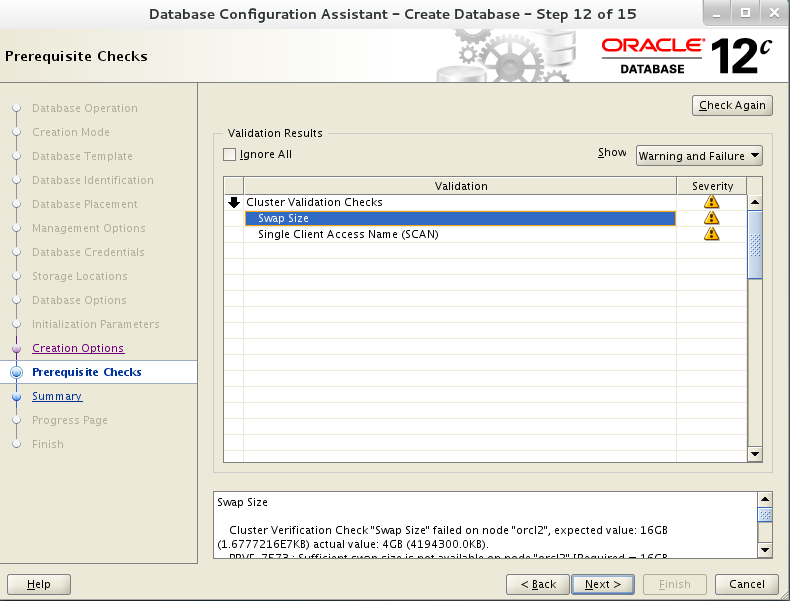 Database Configuration Assistant - Create Database - Step 12 of 15
Prerequisite Checks
ORACLE
DATABASE
12c
Database Operation
Creation Mode
Database Template
Database Identification
Database Placement
Management Options
Database Credentials
Storage Locations
Database Options
Initialization Parameters
Creation Options
Prerequisite Checks
Summary
Progress Page
Finish
Check Again
Validation Results
Ignore All
Show
Warning and Failure
Validation
Severity
Cluster Validation Checks
Swap Size
Single Client Access Name (SCAN)
Swap Size
Cluster Verification Check "Swap Size" failed on node "orcl2", expected value: 16GB
(1.6777216E7KB) actual value: 4GB (4194300.0KB).
PRVF-7573 : Sufficient swap size is not available on node "orcl2" [Required = 16GB
Help
< Back
Next >
Finish
Cancel